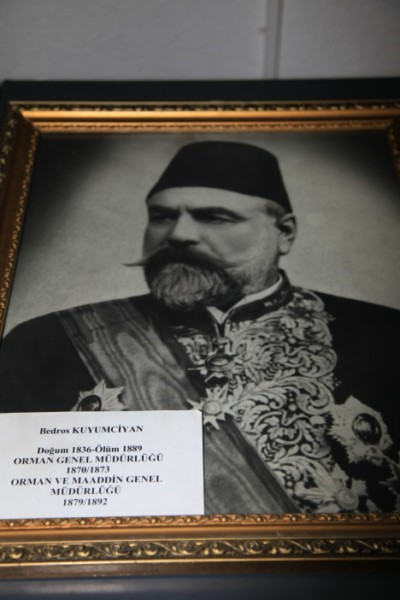 Bedros KUYUMCİYAN
Doğum 1836-Ölüm 1889
ORMAN GENEL MÜDÜRLÜĞÜ
1870/1873
ORMAN VE MAADDİN GENEL
MÜDÜRLÜĞÜ
1879/1892